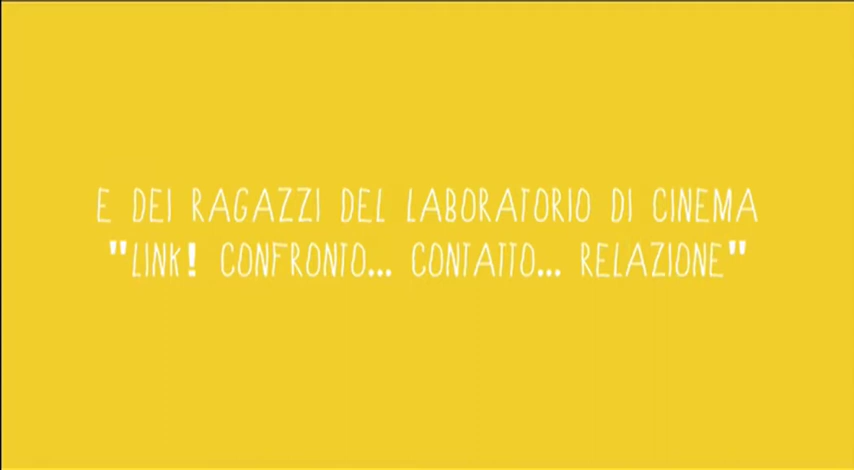 E DEI RAGAZZI DEL LABORATORIO DI CINEMA
"LINK! CONFRONTO... CONTATTO... RELAZIONE"